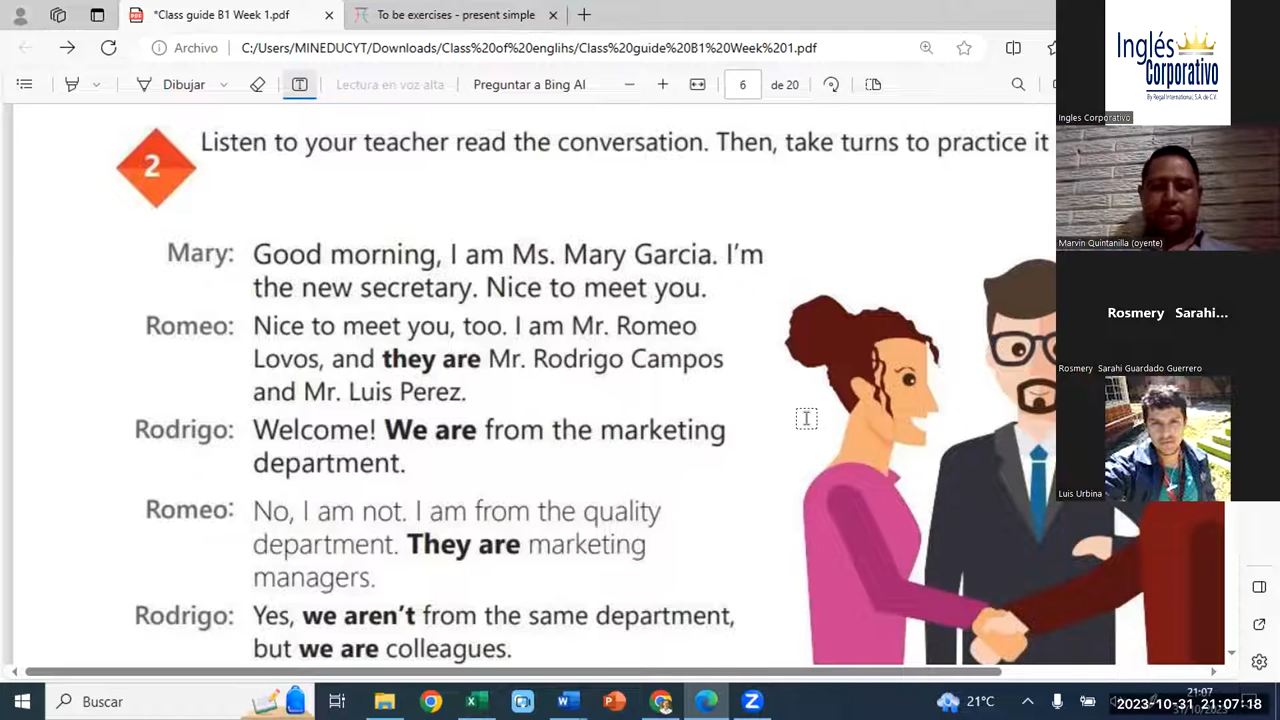 *Class guide B1 Week 1.pdf
To be exercises - present simple
Archivo
C:/Users/MINEDUCYT/Downloads/Class%20of%20englihs/Class%20guide%20B1%20Week%201.pdf
Dibujar
Lectura en voz alta
Preguntar a Bing AI
6
de 20
2
Listen to your teacher read the conversation. Then, take turns to practice it
Mary: Good morning, I am Ms. Mary Garcia. I'm
the new secretary. Nice to meet you.
Romeo: Nice to meet you, too. I am Mr. Romeo
Lovos, and they are Mr. Rodrigo Campos
and Mr. Luis Perez.
Rodrigo: Welcome! We are from the marketing
department.
Romeo: No, I am not. I am from the quality
department. They are marketing
managers.
Rodrigo: Yes, we aren't from the same department,
but we are colleagues.
Inglés
Corporativo
By Regal International, S.A. de C.V.
Ingles Corporativo
Marvin Quintanilla (oyente)
Rosmery Sarahi...
Rosmery Sarahi Guardado Guerrero
Luis Urbina
Buscar
21°C
21:07
2023-10-31 21:07:18